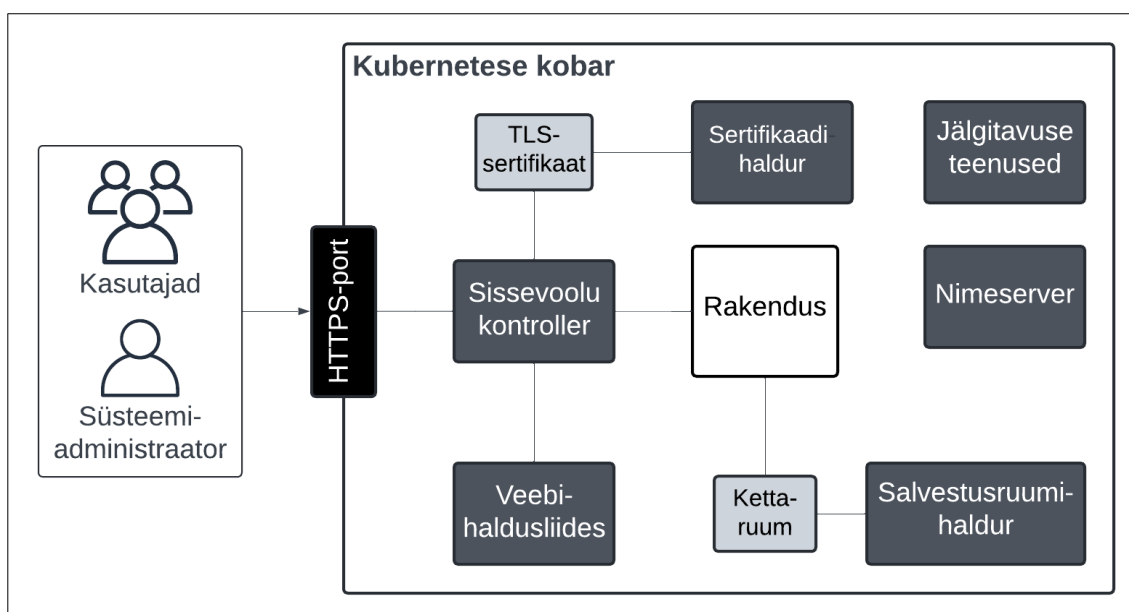 Kubernetese kobar
TLS-
sertifikaat
Sertifikaadi-
haldur
Jälgitavuse
teenused
Kasutajad
Süsteemi-
administraator
HTTPS-port
Sissevoolu
kontroller
Rakendus
Nimeserver
Veebi-
haldusliides
Ketta-
ruum
Salvestusruumi-
haldur